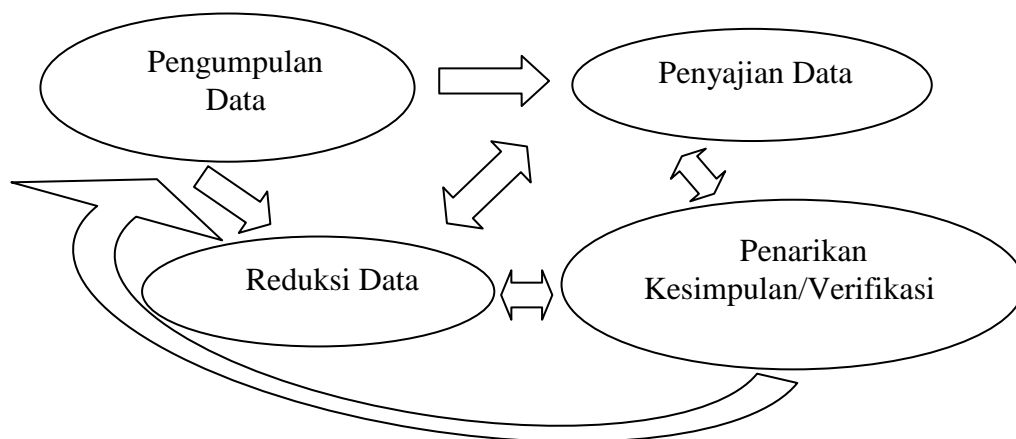 Pengumpulan
Data
Penyajian Data
Reduksi Data
Penarikan
Kesimpulan/Verifikasi